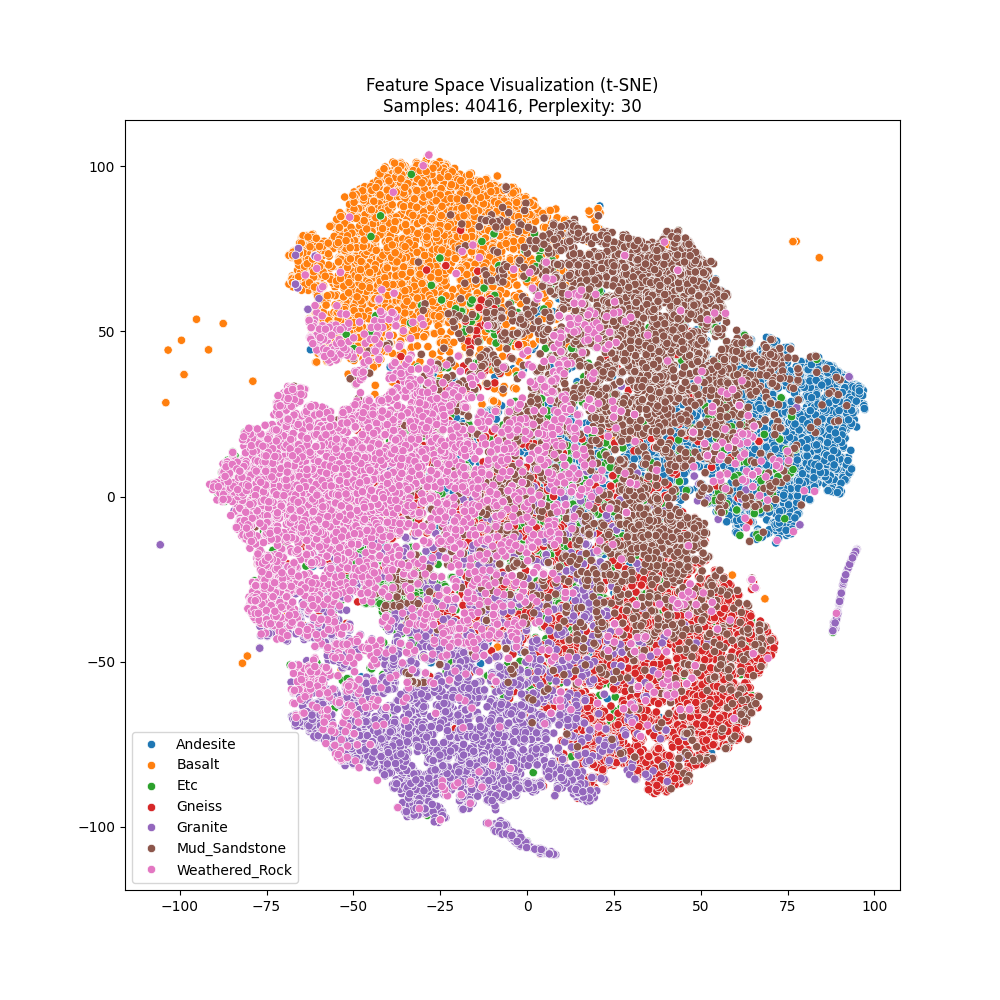 Feature Space Visualization (t-SNE)
Samples: 40416, Perplexity: 30
100
50
0
−50
−100
−100
−75
−50
−25
0
25
50
75
100
Andesite
Basalt
Etc
Gneiss
Granite
Mud_Sandstone
Weathered_Rock